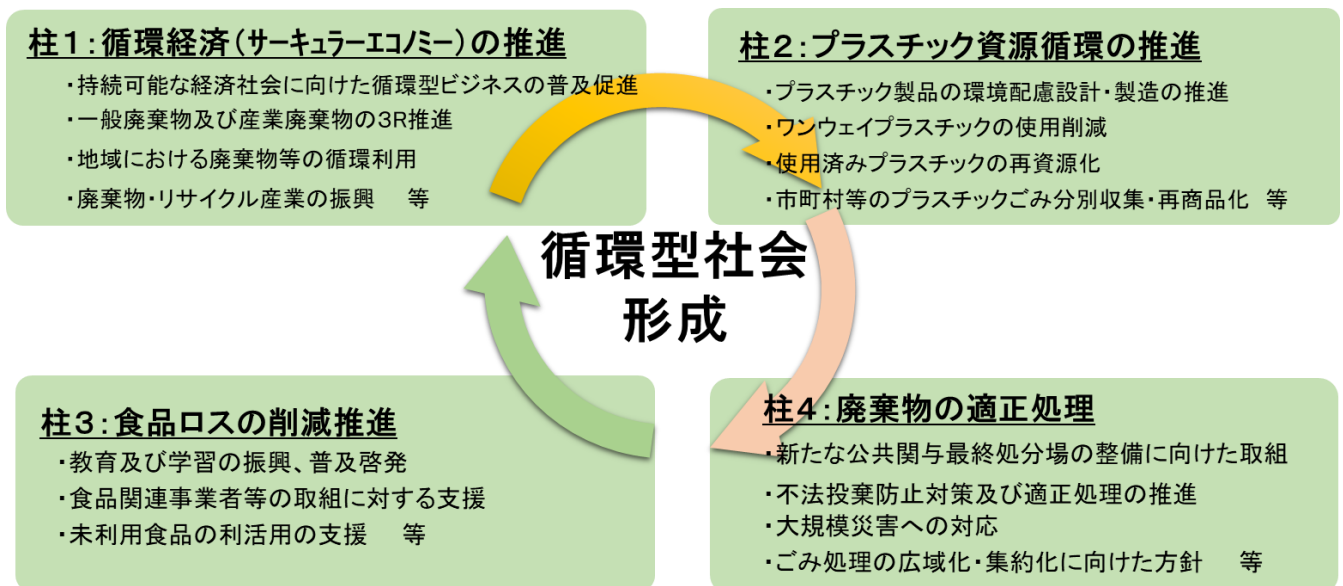 柱1:循環経済(サーキュラーエコノミー)の推進
・持続可能な経済社会に向けた循環型ビジネスの普及促進
・一般廃棄物及び産業廃棄物の3R推進
・地域における廃棄物等の循環利用
・廃棄物・リサイクル産業の振興 等
柱2:プラスチック資源循環の推進
・プラスチック製品の環境配慮設計・製造の推進
・ワンウェイプラスチックの使用削減
・使用済みプラスチックの再資源化
・市町村等のプラスチックごみ分別収集・再商品化 等
循環型社会
形成
柱3:食品ロスの削減推進
・教育及び学習の振興、普及啓発
・食品関連事業者等の取組に対する支援
・未利用食品の利活用の支援 等
柱4:廃棄物の適正処理
・新たな公共関与最終処分場の整備に向けた取組
・不法投棄防止対策及び適正処理の推進
・大規模災害への対応
・ごみ処理の広域化・集約化に向けた方針 等